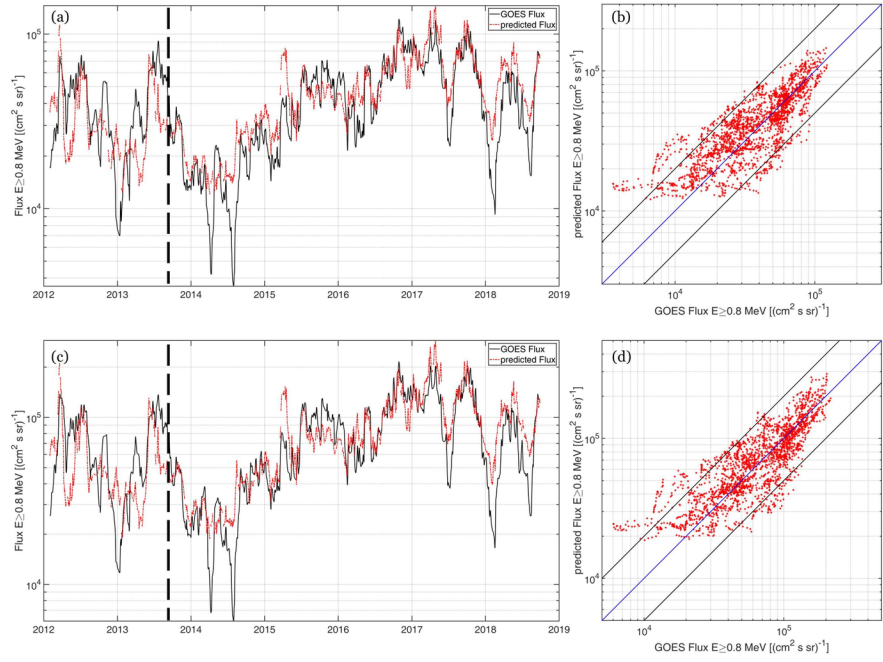 (a)
GOES Flux
predicted Flux
10^5
10^4
Flux E≥0.8 MeV [(cm^2 s sr)^-1]
2012 2013 2014 2015 2016 2017 2018 2019
(b)
10^5
10^4
predicted Flux E≥0.8 MeV [(cm^2 s sr)^-1]
10^4 10^5
GOES Flux E≥0.8 MeV [(cm^2 s sr)^-1]
(c)
GOES Flux
predicted Flux
10^5
10^4
Flux E≥0.8 MeV [(cm^2 s sr)^-1]
2012 2013 2014 2015 2016 2017 2018 2019
(d)
10^5
10^4
predicted Flux E≥0.8 MeV [(cm^2 s sr)^-1]
10^4 10^5
GOES Flux E≥0.8 MeV [(cm^2 s sr)^-1]